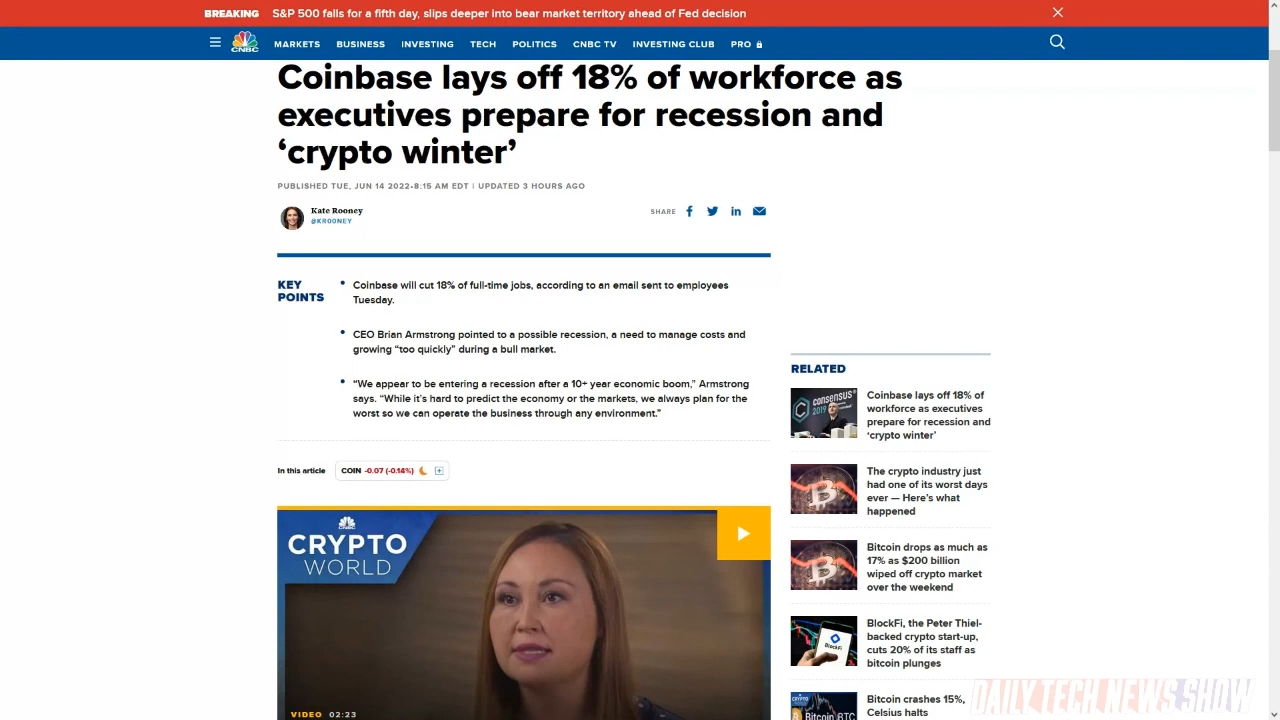 BREAKING S&P 500 falls for a fifth day, slips deeper into bear market territory ahead of Fed decision
CNBC MARKETS BUSINESS INVESTING TECH POLITICS CNBC TV INVESTING CLUB PRO
Coinbase lays off 18% of workforce as
executives prepare for recession and
‘crypto winter’
PUBLISHED TUE, JUN 14 2022•8:15 AM EDT | UPDATED 3 HOURS AGO
Kate Rooney
@KROONEY
SHARE
KEY
POINTS
• Coinbase will cut 18% of full-time jobs, according to an email sent to employees
Tuesday.
• CEO Brian Armstrong pointed to a possible recession, a need to manage costs and
growing “too quickly” during a bull market.
• “We appear to be entering a recession after a 10+ year economic boom,” Armstrong
says. “While it’s hard to predict the economy or the markets, we always plan for the
worst so we can operate the business through any environment.”
In this article COIN -0.07 (-0.14%)
CNBC
CRYPTO
WORLD
VIDEO 02:23
RELATED
consensus
2019
Coinbase lays off 18% of
workforce as executives
prepare for recession and
‘crypto winter’
The crypto industry just
had one of its worst days
ever — Here’s what
happened
Bitcoin drops as much as
17% as $200 billion
wiped off crypto market
over the weekend
BlockFi
BlockFi, the Peter Thiel-
backed crypto start-up,
cuts 20% of its staff as
bitcoin plunges
CRYPTO
Bitcoin BTC
Bitcoin crashes 15%,
Celsius halts
DAILY TECH NEWS SHOW